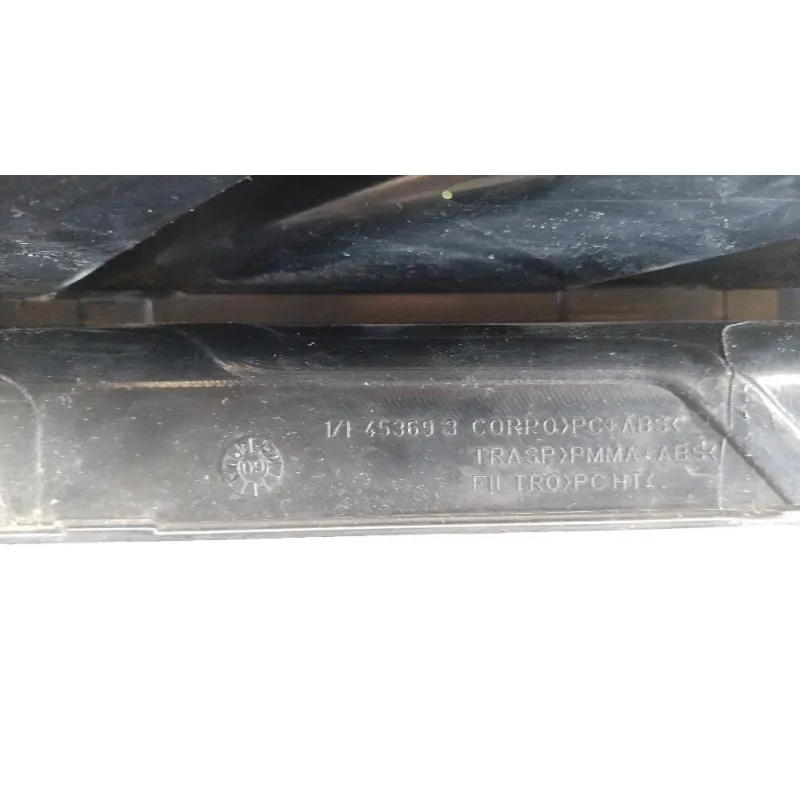 1/1 45369 3 CORPO>PC+ABS<
TRASP>PMMA+ABS<
FILTRO>PC HT<